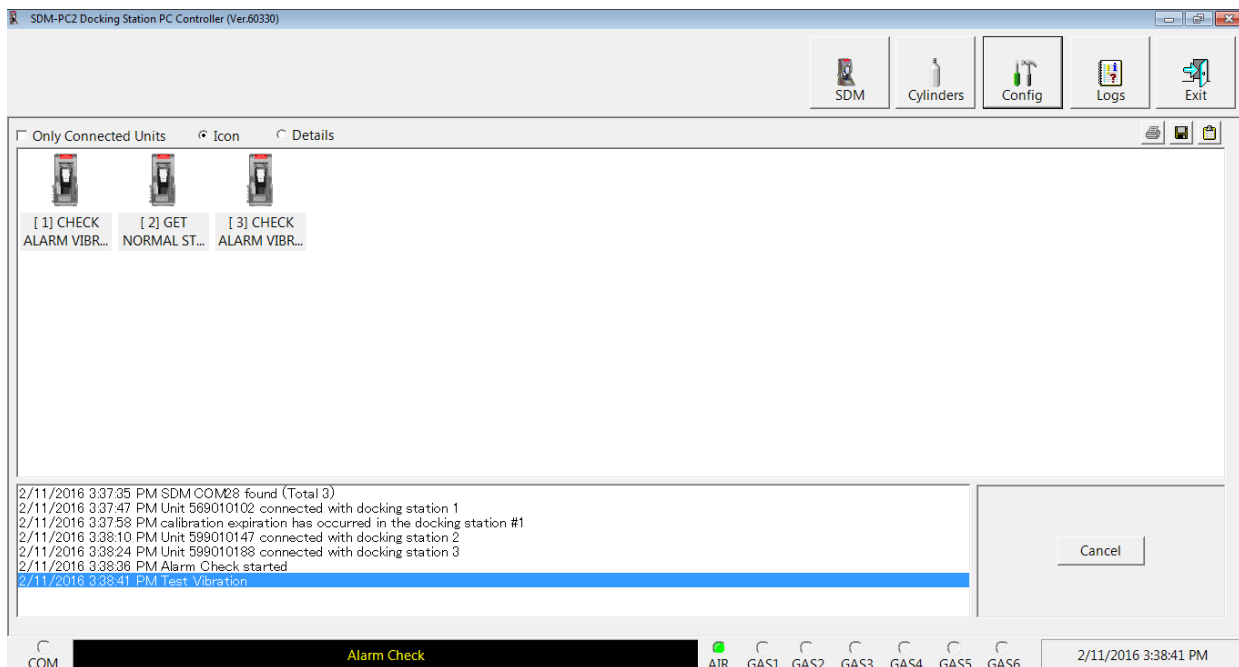 SDM-PC2 Docking Station PC Controller (Ver.60330)
SDM Cylinders Config Logs Exit
Only Connected Units Icon Details
[ 1] CHECK ALARM VIBR...
[ 2] GET NORMAL ST...
[ 3] CHECK ALARM VIBR...
2/11/2016 3:37:35 PM SDM COM28 found (Total 3)
2/11/2016 3:37:47 PM Unit 569010102 connected with docking station 1
2/11/2016 3:37:58 PM calibration expiration has occurred in the docking station #1
2/11/2016 3:38:10 PM Unit 599010147 connected with docking station 2
2/11/2016 3:38:24 PM Unit 599010188 connected with docking station 3
2/11/2016 3:38:36 PM Alarm Check started
2/11/2016 3:38:41 PM Test Vibration
Cancel
COM Alarm Check AIR GAS1 GAS2 GAS3 GAS4 GAS5 GAS6 2/11/2016 3:38:41 PM